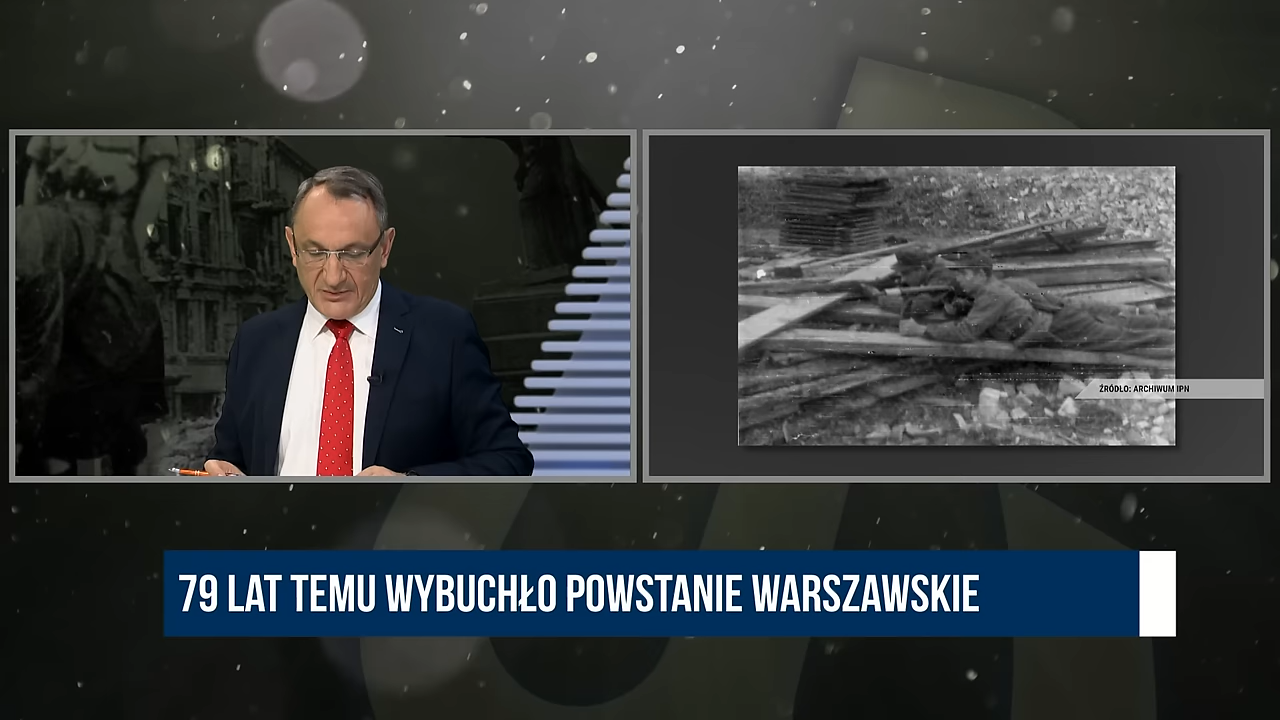 ŹRÓDŁO: ARCHIWUM IPN
79 LAT TEMU WYBUCHŁO POWSTANIE WARSZAWSKIE